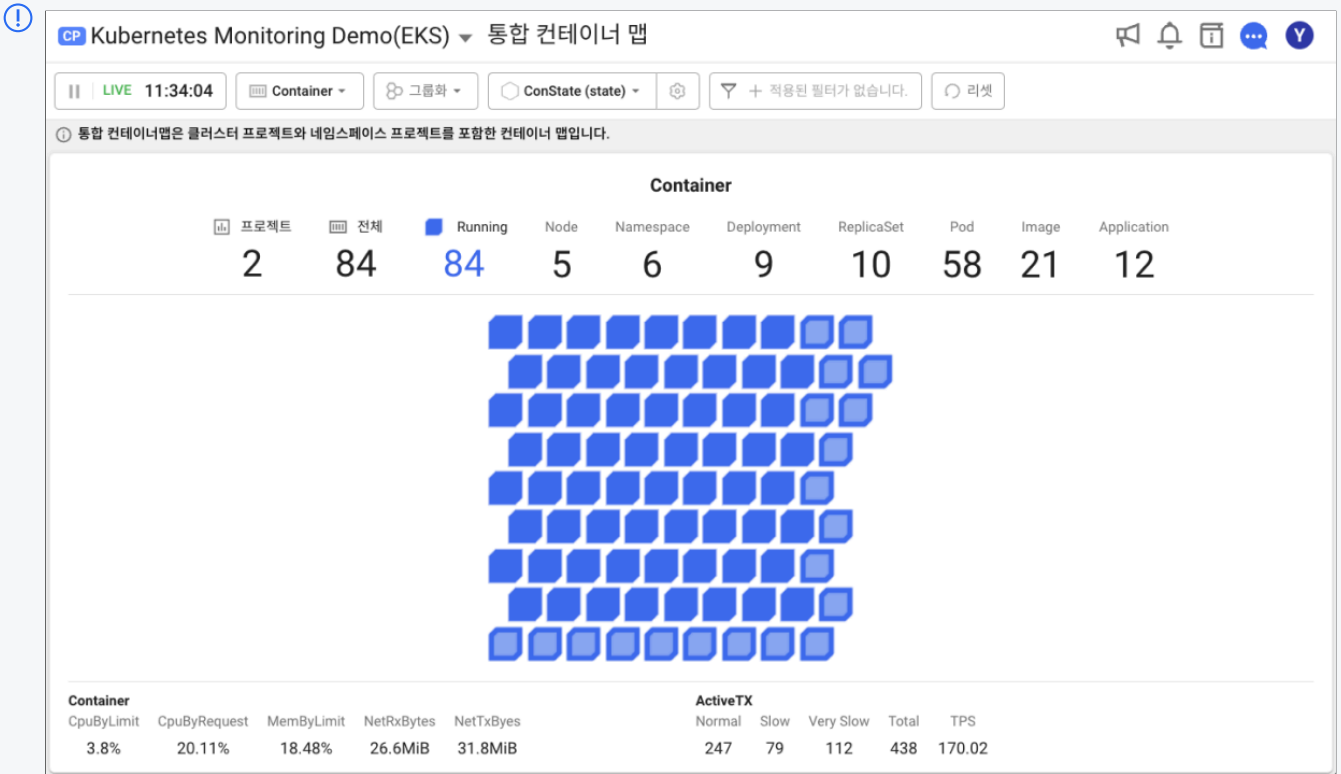 CP Kubernetes Monitoring Demo(EKS) 통합 컨테이너 맵 Y
LIVE 11:34:04 Container 그룹화 ConState (state) 적용된 필터가 없습니다. 리셋
통합 컨테이너맵은 클러스터 프로젝트와 네임스페이스 프로젝트를 포함한 컨테이너 맵입니다.
Container
프로젝트 전체 Running Node Namespace Deployment ReplicaSet Pod Image Application
2 84 84 5 6 9 10 58 21 12
Container ActiveTX
CpuByLimit CpuByRequest MemByLimit NetRxBytes NetTxByes Normal Slow Very Slow Total TPS
3.8% 20.11% 18.48% 26.6MiB 31.8MiB 247 79 112 438 170.02